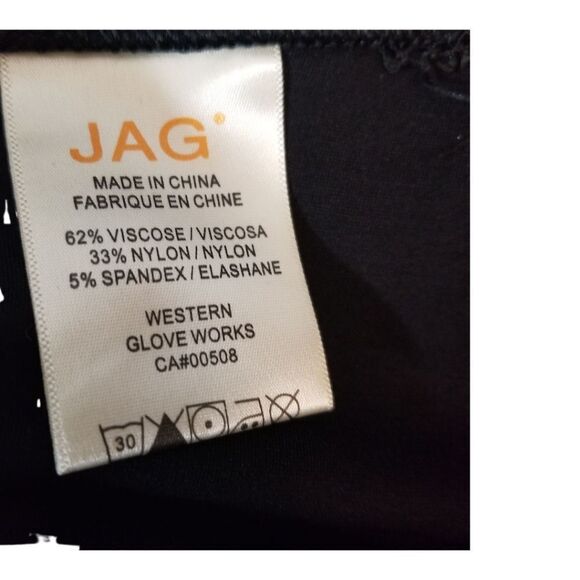 JAG®
MADE IN CHINA
FABRIQUE EN CHINE
62% VISCOSE / VISCOSA
33% NYLON / NYLON
5% SPANDEX / ELASHANE
WESTERN
GLOVE WORKS
CA#00508
30